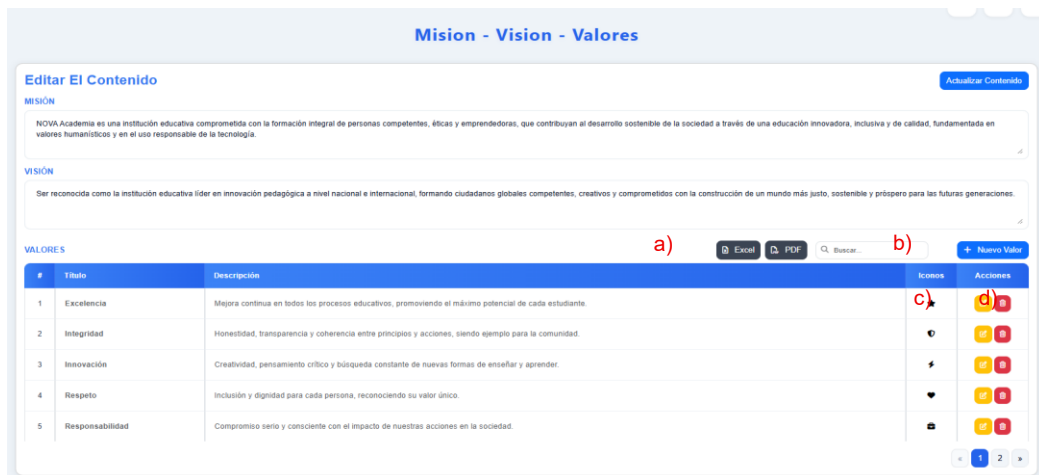 Mision - Vision - Valores
Editar El Contenido
Actualizar Contenido
MISIÓN
NOVA Academia es una institución educativa comprometida con la formación integral de personas competentes, éticas y emprendedoras, que contribuyan al desarrollo sostenible de la sociedad a través de una educación innovadora, inclusiva y de calidad, fundamentada en
valores humanísticos y en el uso responsable de la tecnología.
VISIÓN
Ser reconocida como la institución educativa líder en innovación pedagógica a nivel nacional e internacional, formando ciudadanos globales competentes, creativos y comprometidos con la construcción de un mundo más justo, sostenible y próspero para las futuras generaciones.
VALORES a) Excel PDF Buscar... b) + Nuevo Valor
# Título Descripción Iconos Acciones
1 Excelencia Mejora continua en todos los procesos educativos, promoviendo el máximo potencial de cada estudiante. c) d)
2 Integridad Honestidad, transparencia y coherencia entre principios y acciones, siendo ejemplo para la comunidad.
3 Innovación Creatividad, pensamiento crítico y búsqueda constante de nuevas formas de enseñar y aprender.
4 Respeto Inclusión y dignidad para cada persona, reconociendo su valor único.
5 Responsabilidad Compromiso serio y consciente con el impacto de nuestras acciones en la sociedad.
« 1 2 »